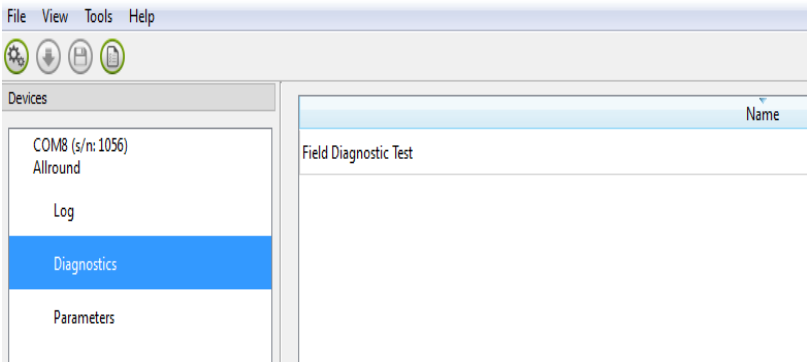 File View Tools Help
Devices
Name
COM8 (s/n: 1056)
Allround
Field Diagnostic Test
Log
Diagnostics
Parameters